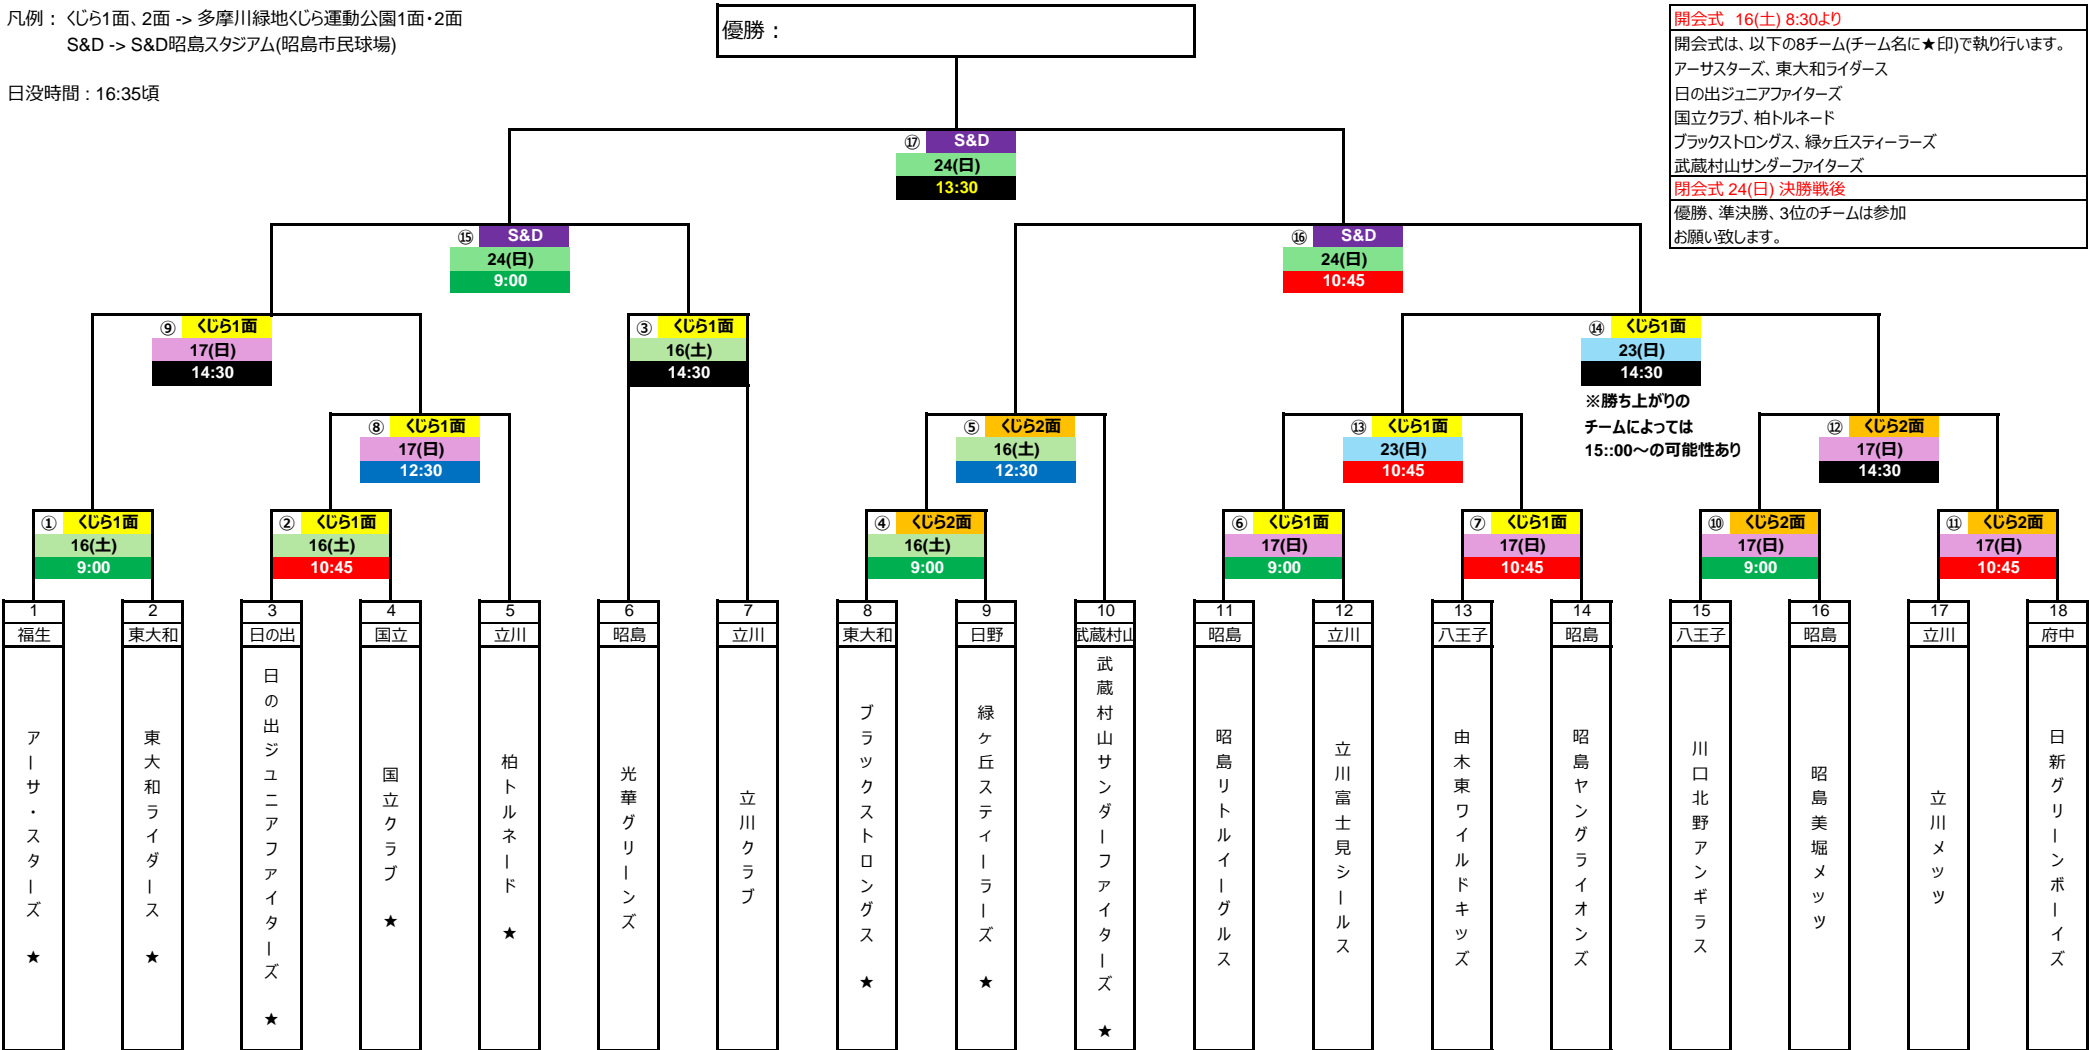 凡例： くじら1面、2面 -> 多摩川緑地くじら運動公園1面・2面
S&D -> S&D昭島スタジアム(昭島市民球場)
日没時間：16:35頃
優勝：
開会式 16(土) 8:30より
開会式は、以下の8チーム(チーム名に★印)で執り行います。
アーサスターズ、東大和ライダース
日の出ジュニアファイターズ
国立クラブ、柏トルネード
ブラックストロングス、緑ヶ丘スティーラーズ
武蔵村山サンダーファイターズ
閉会式 24(日) 決勝戦後
優勝、準決勝、3位のチームは参加
お願い致します。
⑰ S&D
24(日)
13:30
⑮ S&D
24(日)
9:00
⑯ S&D
24(日)
10:45
⑨ くじら1面
17(日)
14:30
③ くじら1面
16(土)
14:30
⑭ くじら1面
23(日)
14:30
※勝ち上がりの
チームによっては
15::00～の可能性あり
⑧ くじら1面
17(日)
12:30
⑤ くじら2面
16(土)
12:30
⑬ くじら1面
23(日)
10:45
⑫ くじら2面
17(日)
14:30
① くじら1面
16(土)
9:00
② くじら1面
16(土)
10:45
④ くじら2面
16(土)
9:00
⑥ くじら1面
17(日)
9:00
⑦ くじら1面
17(日)
10:45
⑩ くじら2面
17(日)
9:00
⑪ くじら2面
17(日)
10:45
1
福生
アーサ・スターズ ★
2
東大和
東大和ライダース ★
3
日の出
日の出ジュニアファイターズ ★
4
国立
国立クラブ ★
5
立川
柏トルネード ★
6
昭島
光華グリーンズ
7
立川
立川クラブ
8
東大和
ブラックストロングス ★
9
日野
緑ヶ丘スティーラーズ ★
10
武蔵村山
武蔵村山サンダーファイターズ ★
11
昭島
昭島リトルイーグルス
12
立川
立川富士見シールス
13
八王子
由木東ワイルドキッズ
14
昭島
昭島ヤングライオンズ
15
八王子
川口北野アンギラス
16
昭島
昭島美堀メッツ
17
立川
立川メッツ
18
府中
日新グリーンボーイズ